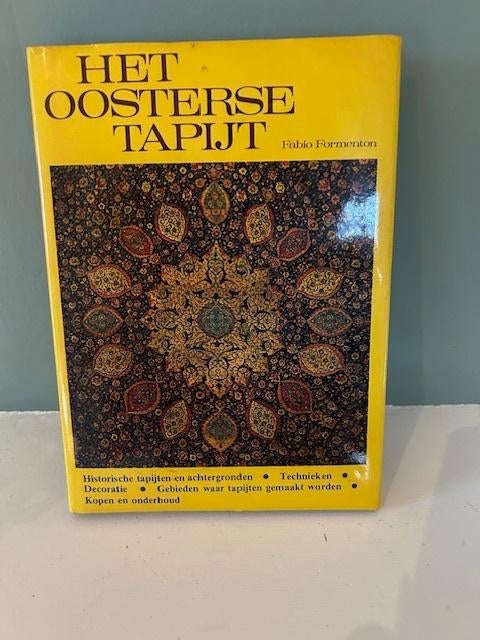 HET
OOSTERSE
TAPIJT
Fabio Formenton
Historische tapijten en achtergronden • Technieken •
Decoratie • Gebieden waar tapijten gemaakt worden •
Kopen en onderhoud